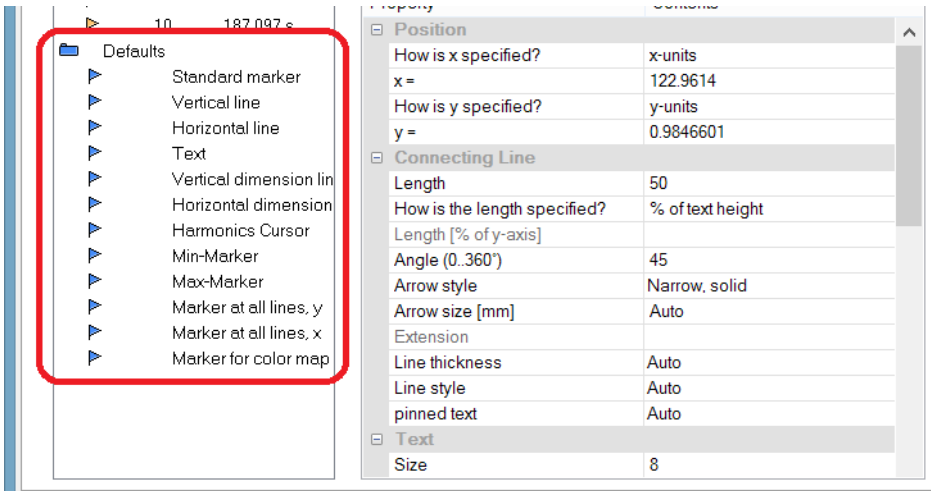 Property Contents
10 187.097 s
Defaults
Standard marker
Vertical line
Horizontal line
Text
Vertical dimension lin
Horizontal dimension
Harmonics Cursor
Min-Marker
Max-Marker
Marker at all lines, y
Marker at all lines, x
Marker for color map
Position
How is x specified? x-units
x = 122.9614
How is y specified? y-units
y = 0.9846601
Connecting Line
Length 50
How is the length specified? % of text height
Length [% of y-axis]
Angle (0..360°) 45
Arrow style Narrow, solid
Arrow size [mm] Auto
Extension
Line thickness Auto
Line style Auto
pinned text Auto
Text
Size 8